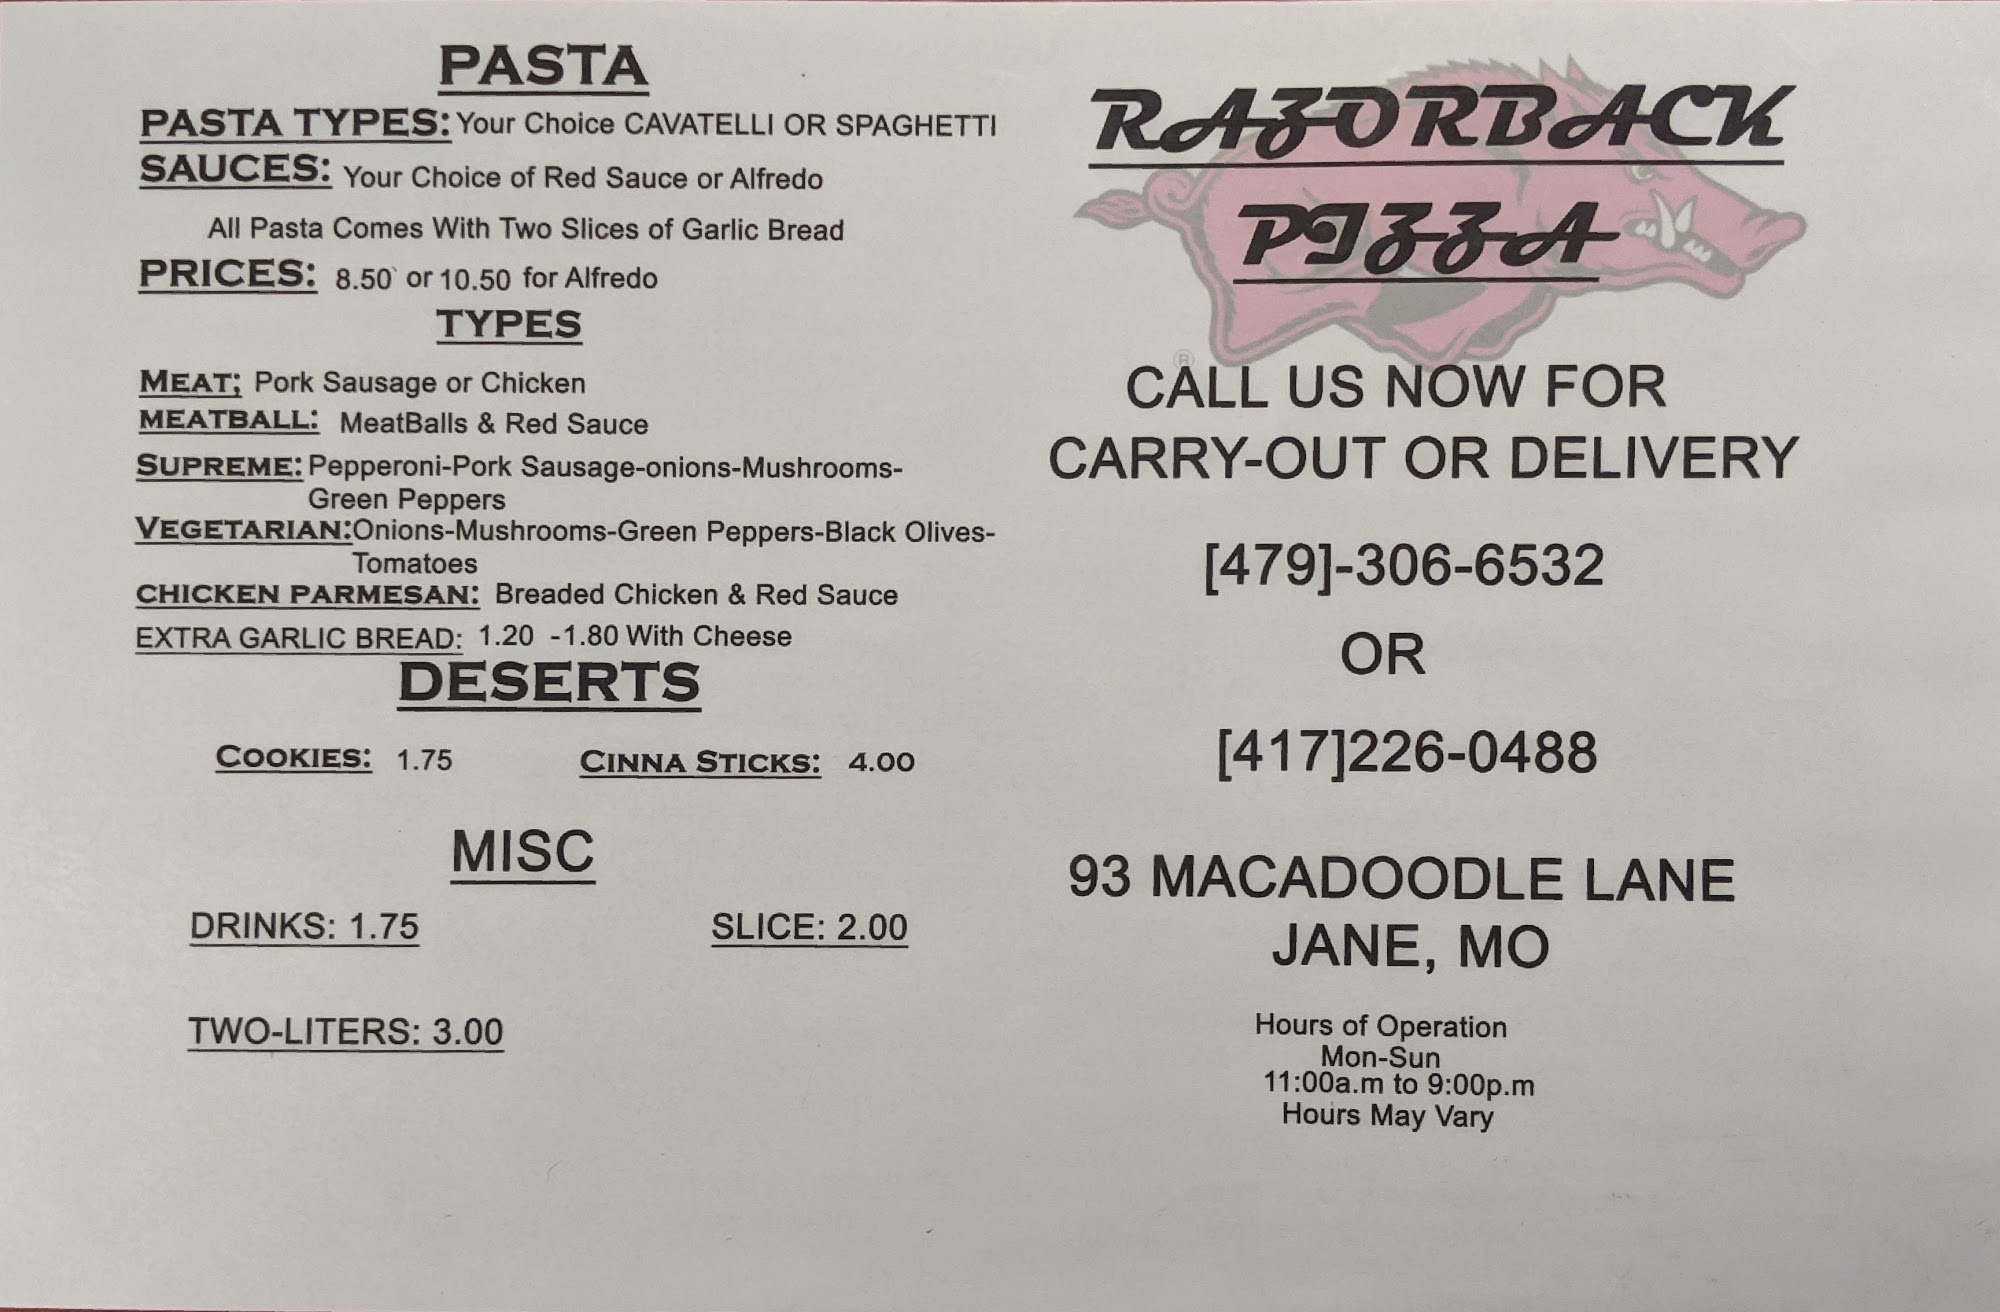 PASTA
PASTA TYPES: Your Choice CAVATELLI OR SPAGHETTI
SAUCES: Your Choice of Red Sauce or Alfredo
All Pasta Comes With Two Slices of Garlic Bread
PRICES: 8.50 or 10.50 for Alfredo
TYPES
MEAT; Pork Sausage or Chicken
MEATBALL: MeatBalls & Red Sauce
SUPREME: Pepperoni-Pork Sausage-onions-Mushrooms-
Green Peppers
VEGETARIAN:Onions-Mushrooms-Green Peppers-Black Olives-
Tomatoes
CHICKEN PARMESAN: Breaded Chicken & Red Sauce
EXTRA GARLIC BREAD: 1.20 -1.80 With Cheese
DESERTS
COOKIES: 1.75 CINNA STICKS: 4.00
MISC
DRINKS: 1.75 SLICE: 2.00
TWO-LITERS: 3.00
RAZORBACK
PIZZA
®
CALL US NOW FOR
CARRY-OUT OR DELIVERY
[479]-306-6532
OR
[417]226-0488
93 MACADOODLE LANE
JANE, MO
Hours of Operation
Mon-Sun
11:00a.m to 9:00p.m
Hours May Vary